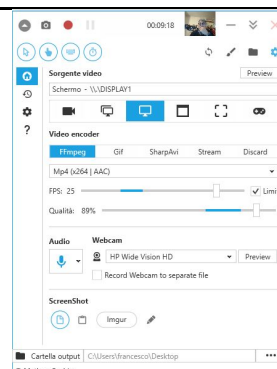 00:09:18
Sorgente video
Preview
Schermo - \\.\DISPLAY1
Video encoder
FFmpeg Gif SharpAvi Stream Discard
Mp4 (x264 | AAC)
FPS: 25 Limi
Qualità: 89%
Audio Webcam
HP Wide Vision HD Preview
Record Webcam to separate file
ScreenShot
Imgur
Cartella output C:\Users\francesco\Desktop